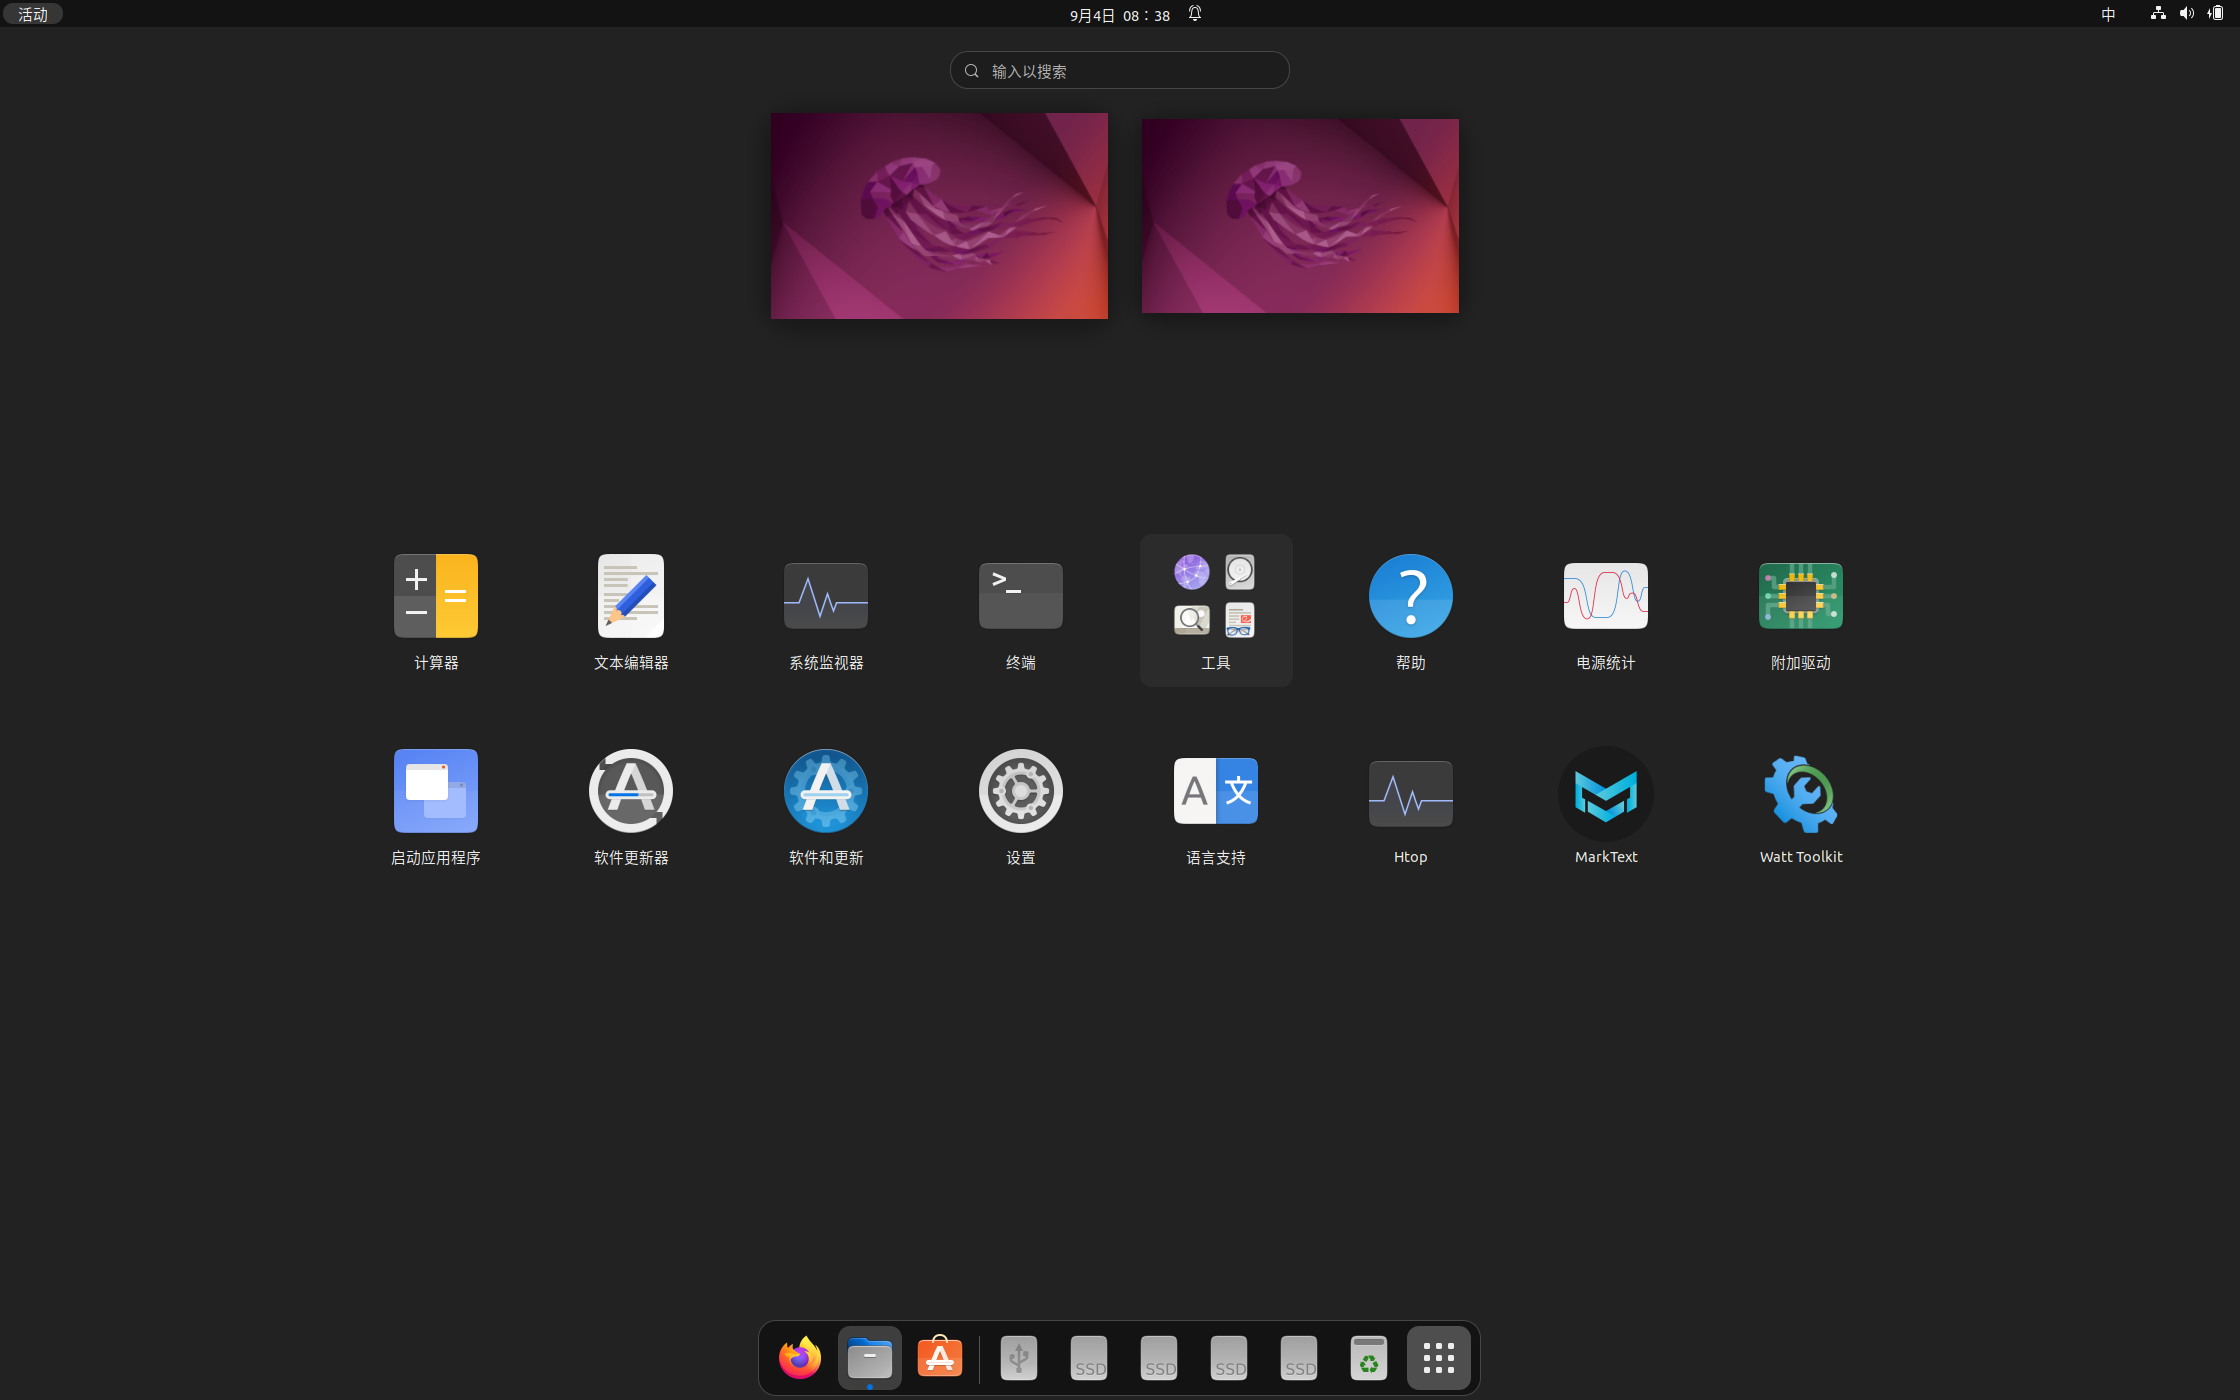 活动
9月4日 08：38
中
输入以搜索
计算器
文本编辑器
系统监视器
终端
工具
帮助
电源统计
附加驱动
启动应用程序
软件更新器
软件和更新
设置
语言支持
Htop
MarkText
Watt Toolkit
SSD
SSD
SSD
SSD